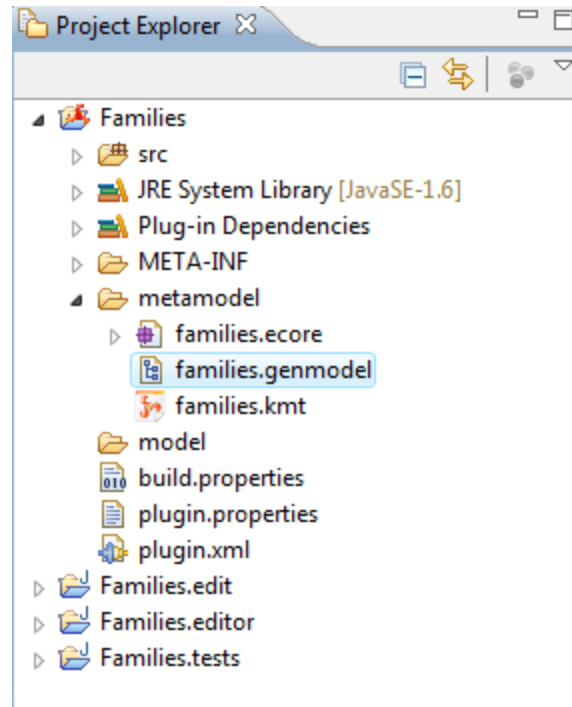 Project Explorer
Families
src
JRE System Library [JavaSE-1.6]
Plug-in Dependencies
META-INF
metamodel
families.ecore
families.genmodel
families.kmt
model
build.properties
plugin.properties
plugin.xml
Families.edit
Families.editor
Families.tests